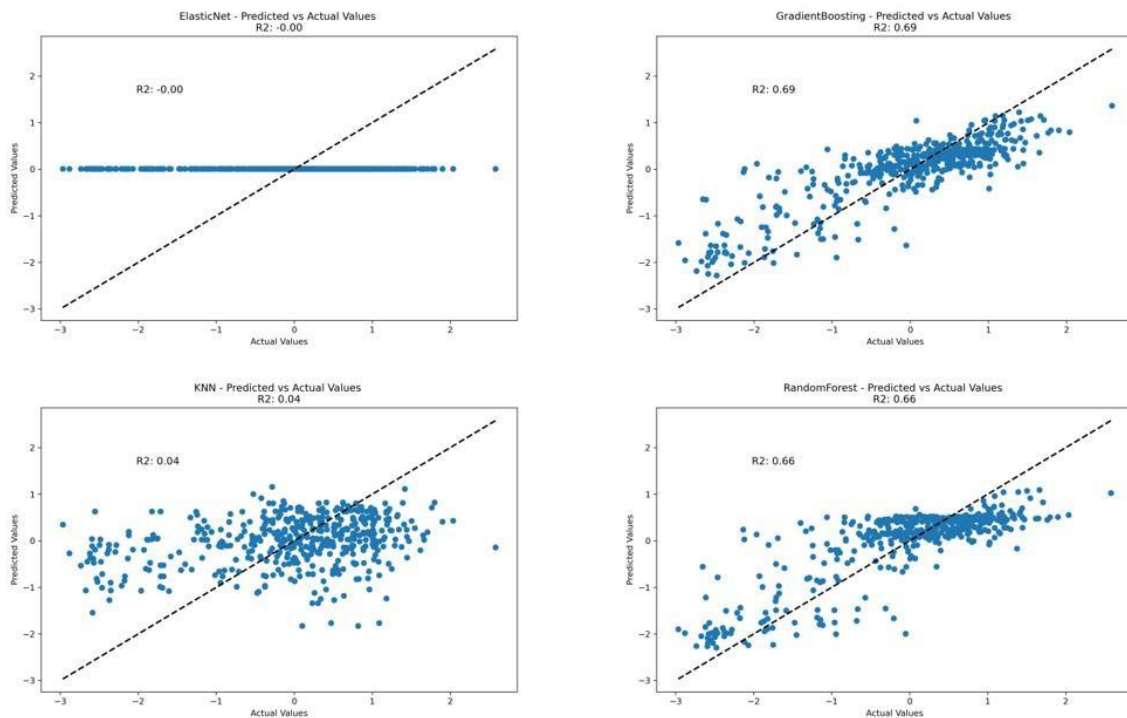 ElasticNet - Predicted vs Actual Values
R2: -0.00
R2: -0.00
2
1
0
−1
−2
−3
Predicted Values
−3 −2 −1 0 1 2
Actual Values
GradientBoosting - Predicted vs Actual Values
R2: 0.69
R2: 0.69
2
1
0
−1
−2
−3
Predicted Values
−3 −2 −1 0 1 2
Actual Values
KNN - Predicted vs Actual Values
R2: 0.04
R2: 0.04
2
1
0
−1
−2
−3
Predicted Values
−3 −2 −1 0 1 2
Actual Values
RandomForest - Predicted vs Actual Values
R2: 0.66
R2: 0.66
2
1
0
−1
−2
−3
Predicted Values
−3 −2 −1 0 1 2
Actual Values